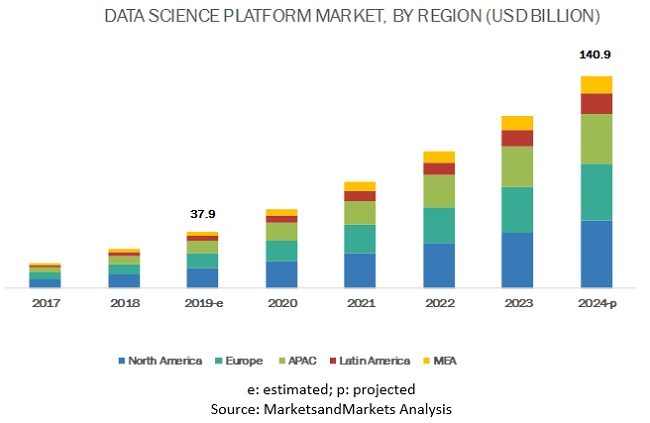 DATA SCIENCE PLATFORM MARKET, BY REGION (USD BILLION)
140.9
37.9
2017 2018 2019-e 2020 2021 2022 2023 2024-p
North America Europe APAC Latin America MEA
e: estimated; p: projected
Source: MarketsandMarkets Analysis